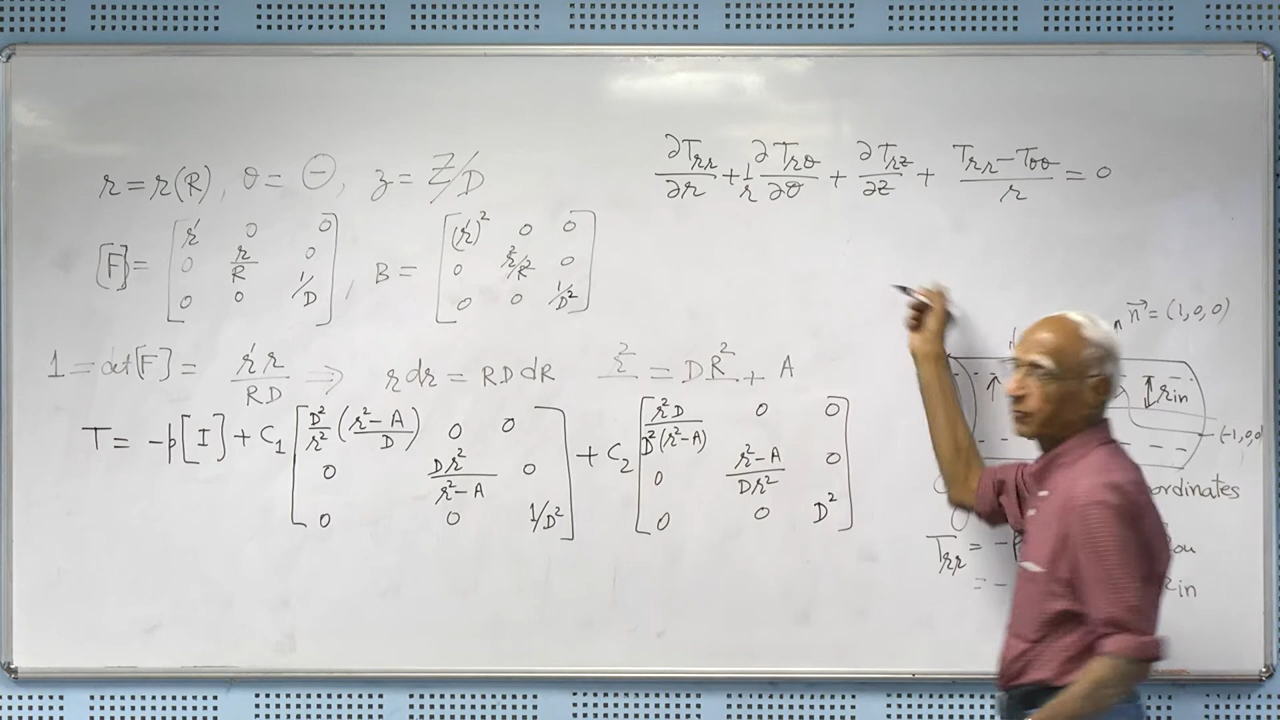 r = r(R), θ = Θ, z = Z/D
∂T_rr/∂r + 1/r ∂T_rθ/∂θ + ∂T_rz/∂z + (T_rr - T_θθ)/r = 0
[F] = [r' 0 0; 0 r/R 0; 0 0 1/D], B = [(r')² 0 0; 0 r²/R² 0; 0 0 1/D²]
n⃗ = (1, 0, 0)
1 = det[F] = r'r/RD ⇒ r dr = RD dR r² = DR² + A
r_in
(-1, 0, 0)
T = -p[I] + C₁[D²/r² (r²-A/D) 0 0; 0 Dr²/(r²-A) 0; 0 0 1/D²] + C₂[r²D/D²(r²-A) 0 0; 0 (r²-A)/Dr² 0; 0 0 D²]
T_rr = -
= -